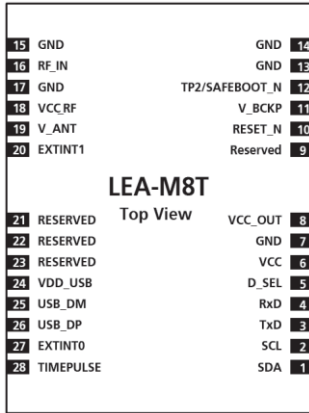 15 GND GND 14
16 RF_IN GND 13
17 GND TP2/SAFEBOOT_N 12
18 VCC_RF V_BCKP 11
19 V_ANT RESET_N 10
20 EXTINT1 Reserved 9
LEA-M8T
Top View
21 RESERVED VCC_OUT 8
22 RESERVED GND 7
23 RESERVED VCC 6
24 VDD_USB D_SEL 5
25 USB_DM RxD 4
26 USB_DP TxD 3
27 EXTINT0 SCL 2
28 TIMEPULSE SDA 1